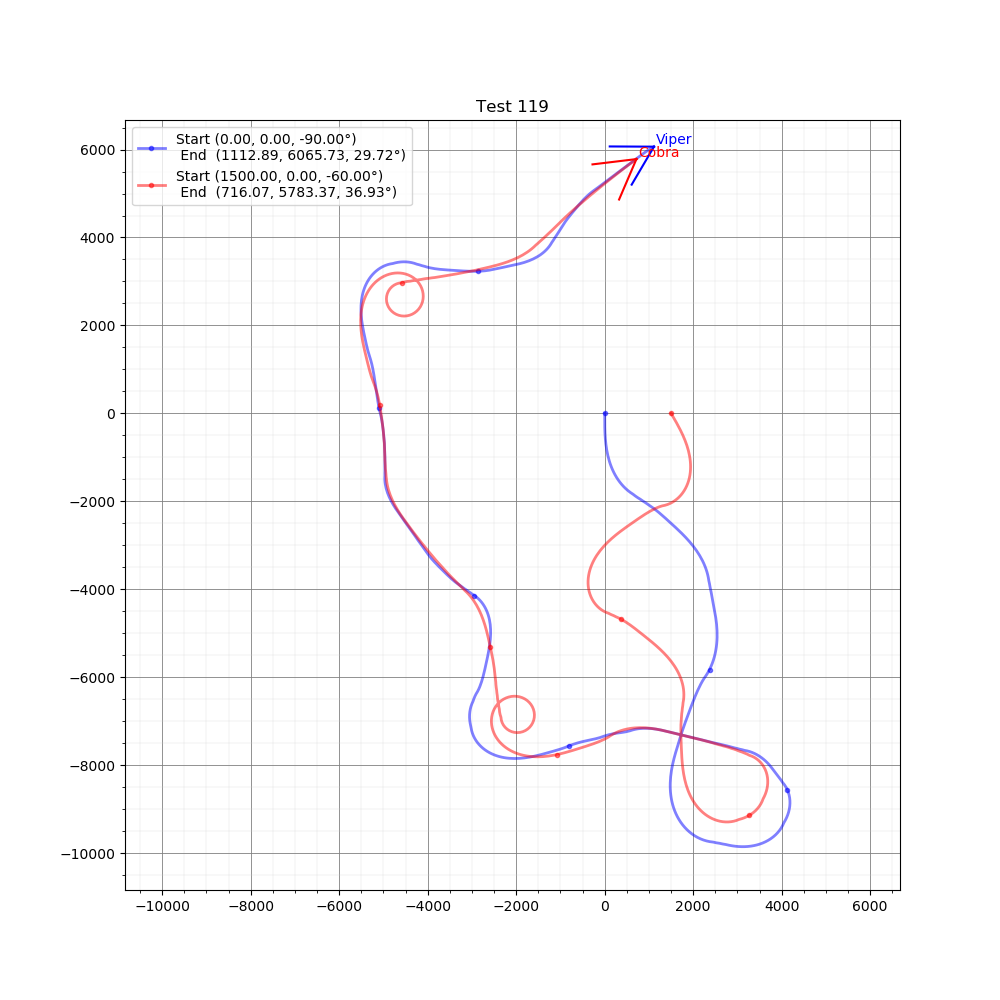 Test 119
Start (0.00, 0.00, -90.00°)
End (1112.89, 6065.73, 29.72°)
Start (1500.00, 0.00, -60.00°)
End (716.07, 5783.37, 36.93°)
Viper
Cobra
6000
4000
2000
0
−2000
−4000
−6000
−8000
−10000
−10000 −8000 −6000 −4000 −2000 0 2000 4000 6000